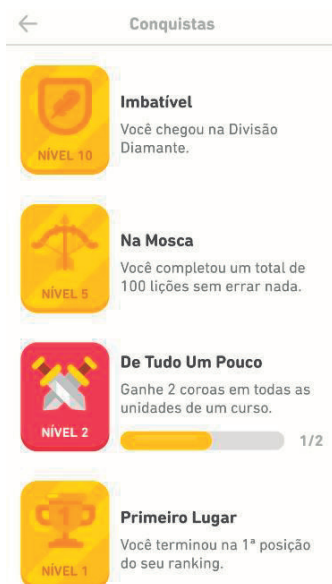 Conquistas
Imbatível
Você chegou na Divisão
Diamante.
NÍVEL 10
Na Mosca
Você completou um total de
100 lições sem errar nada.
NÍVEL 5
De Tudo Um Pouco
Ganhe 2 coroas em todas as
unidades de um curso.
NÍVEL 2
1/2
1
Primeiro Lugar
Você terminou na 1ª posição
do seu ranking.
NÍVEL 1